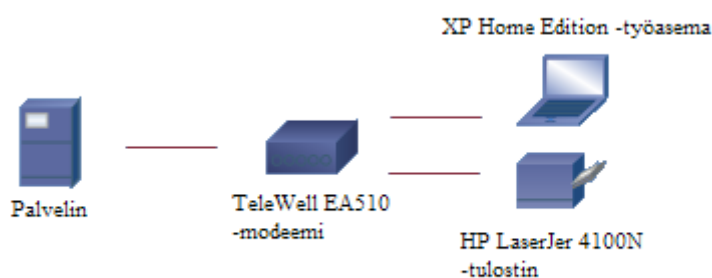 XP Home Edition -työasema
Palvelin
TeleWell EA510
-modeemi
HP LaserJer 4100N
-tulostin